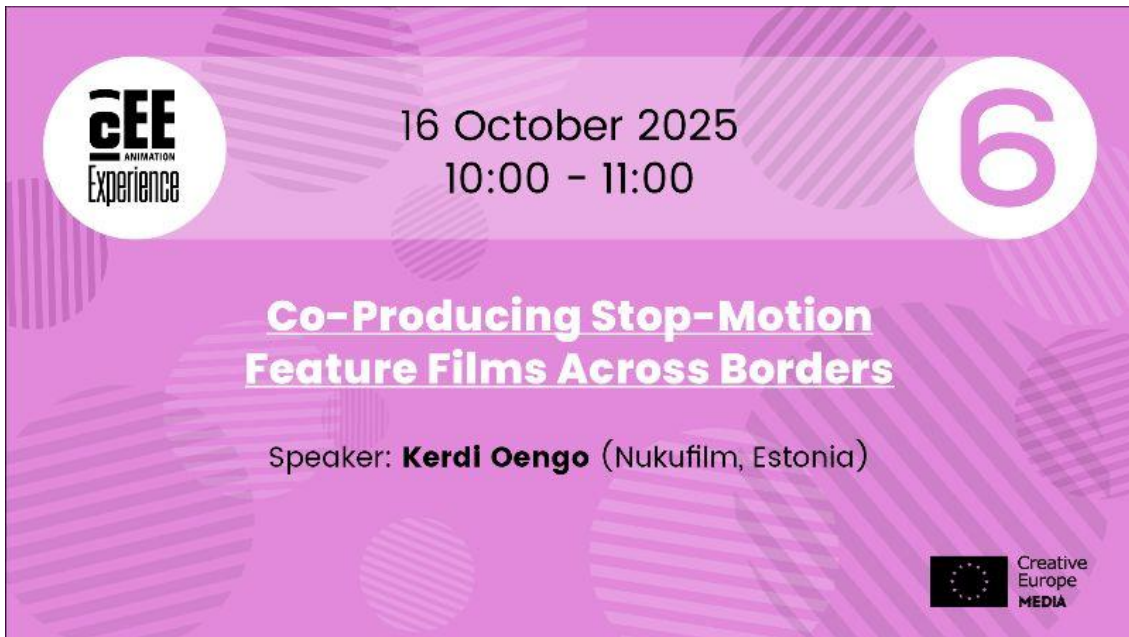 CEE
ANIMATION
Experience
16 October 2025
10:00 - 11:00
6
Co-Producing Stop-Motion
Feature Films Across Borders
Speaker: Kerdi Oengo (Nukufilm, Estonia)
Creative
Europe
MEDIA